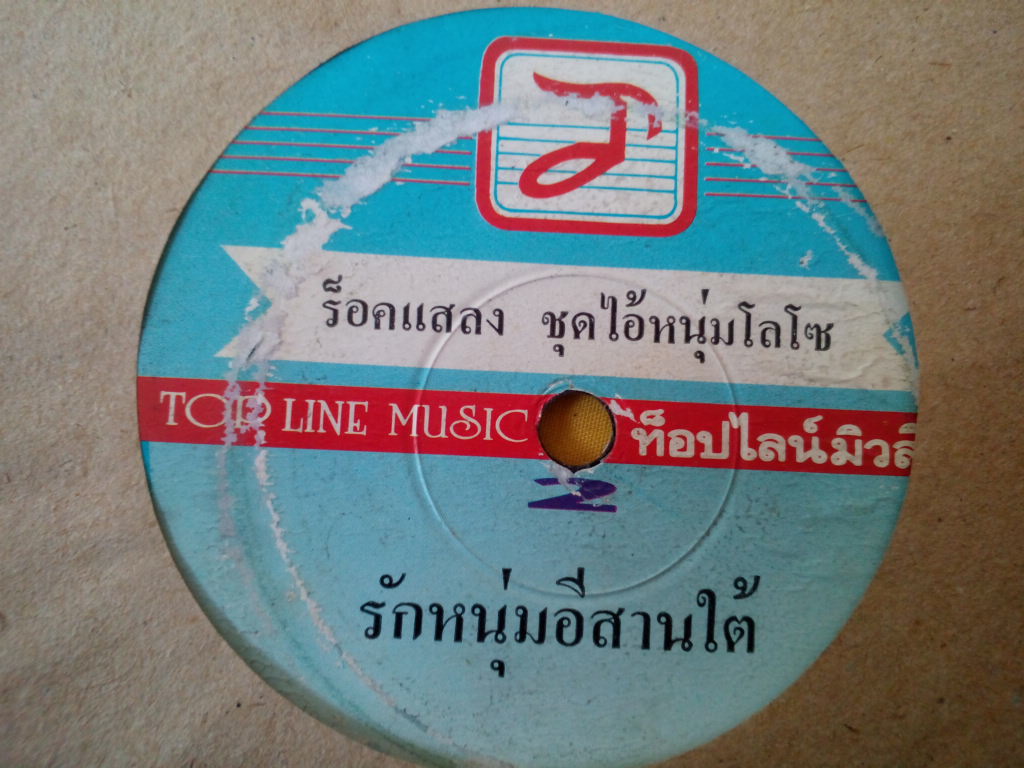 ร็อคแสลง ชุดไอ้หนุ่มโลโซ
TOP LINE MUSIC ท็อปไลน์มิวสิ
2
รักหนุ่มอีสานใต้